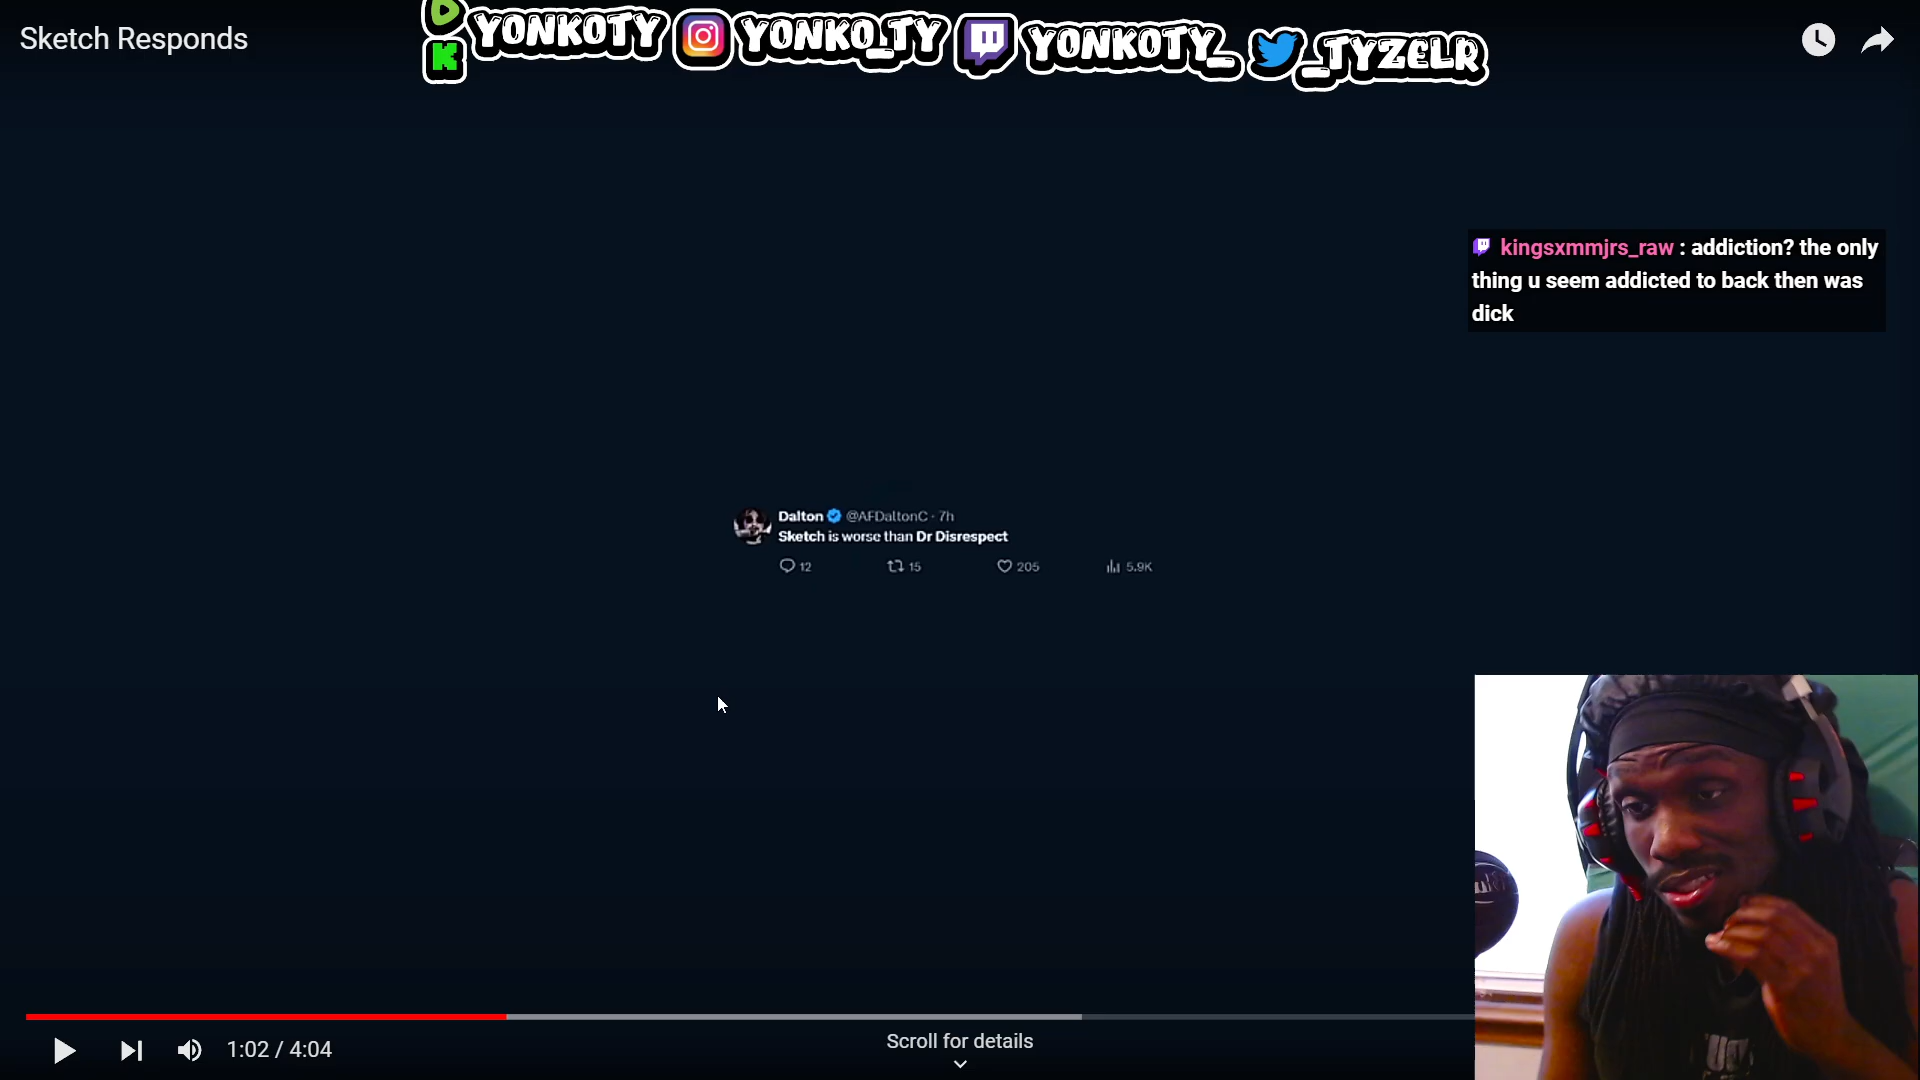 Sketch Responds
K YONKOTY YONKO_TY YONKOTY_ _TYZELR
kingsxmmjrs_raw : addiction? the only
thing u seem addicted to back then was
dick
Dalton @AFDaltonC · 7h
Sketch is worse than Dr Disrespect
12 15 205 5.9K
1:02 / 4:04
Scroll for details